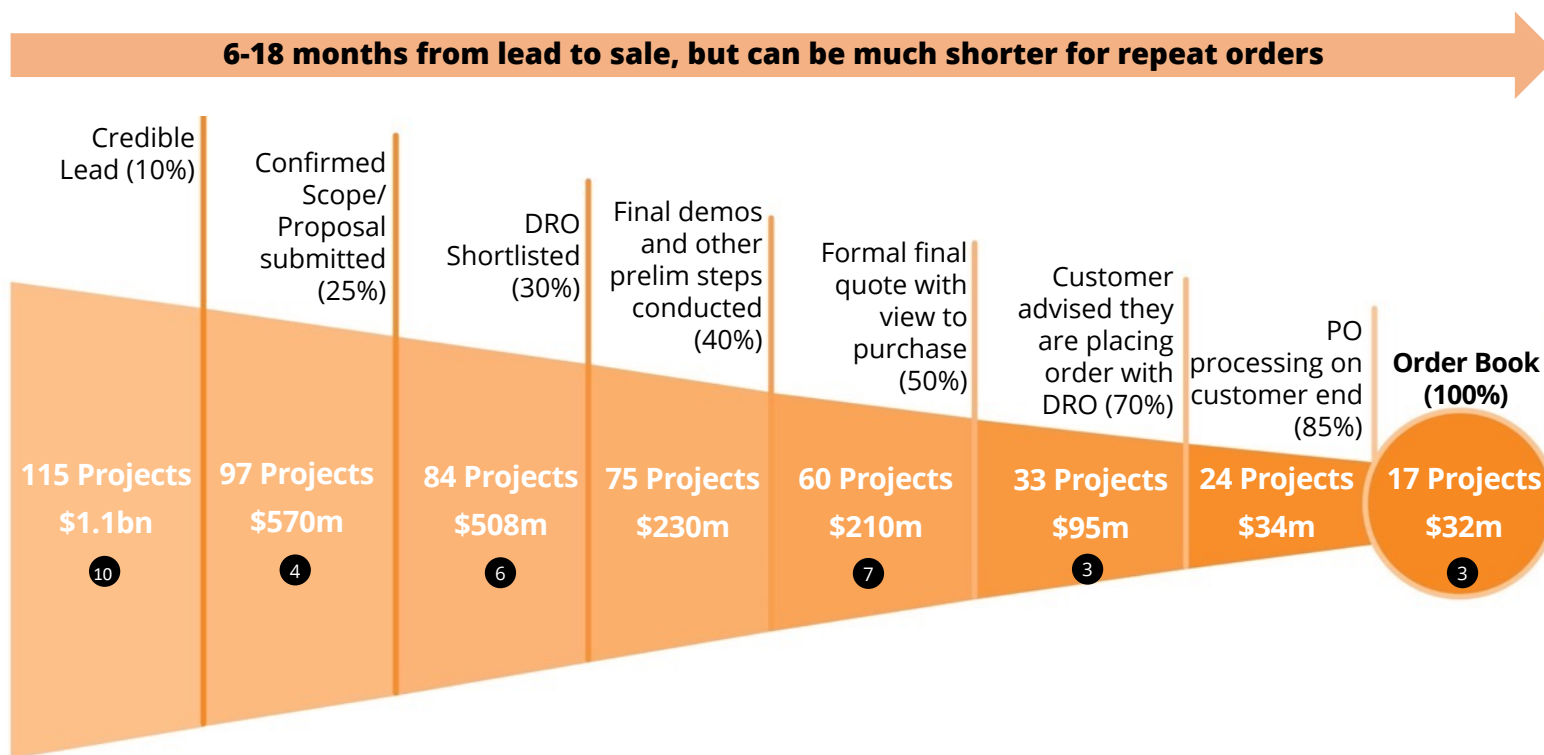 6-18 months from lead to sale, but can be much shorter for repeat orders
Credible
Lead (10%)
Confirmed
Scope/
Proposal
submitted
(25%)
DRO
Shortlisted
(30%)
Final demos
and other
prelim steps
conducted
(40%)
Formal final
quote with
view to
purchase
(50%)
Customer
advised they
are placing
order with
DRO (70%)
PO
processing on
customer end
(85%)
Order Book
(100%)
115 Projects
$1.1bn
10
97 Projects
$570m
4
84 Projects
$508m
6
75 Projects
$230m
60 Projects
$210m
7
33 Projects
$95m
3
24 Projects
$34m
17 Projects
$32m
3